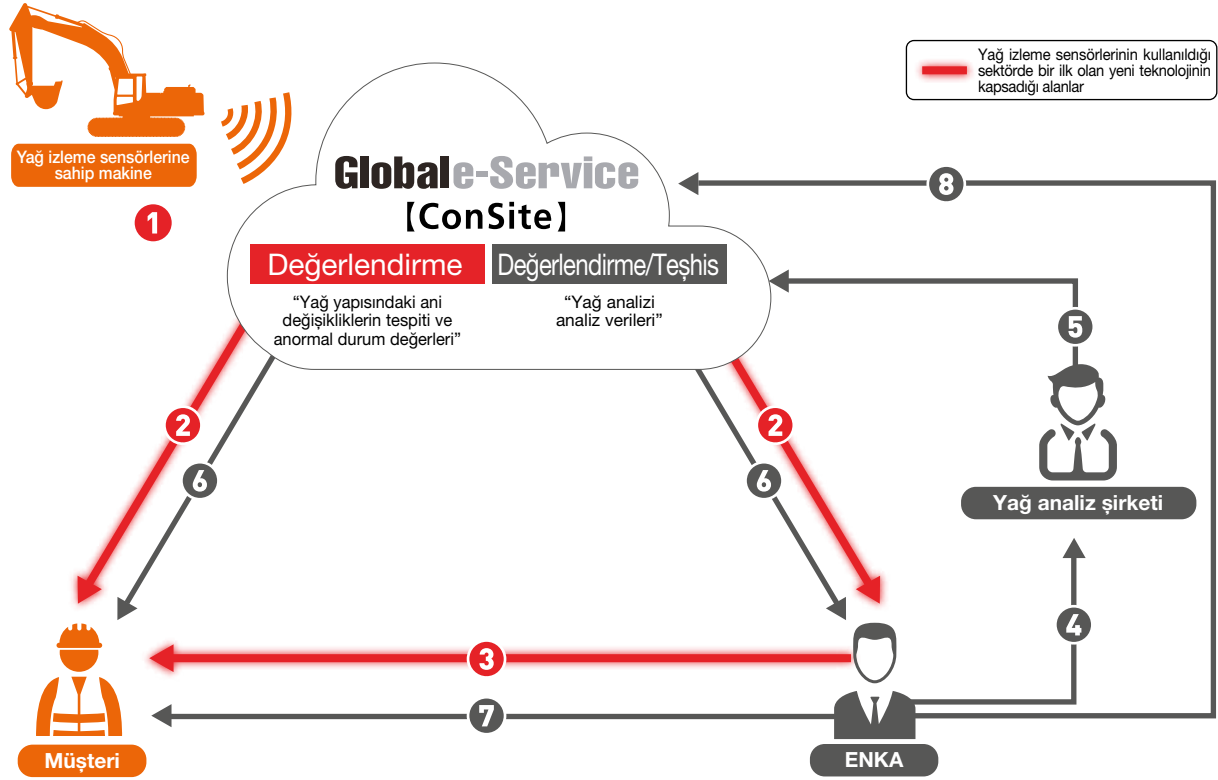 Yağ izleme sensörlerine
sahip makine
1
Yağ izleme sensörlerinin kullanıldığı
sektörde bir ilk olan yeni teknolojinin
kapsadığı alanlar
Global e-Service
【ConSite】
Değerlendirme
“Yağ yapısındaki ani
değişikliklerin tespiti ve
anormal durum değerleri”
Değerlendirme/Teşhis
“Yağ analizi
analiz verileri”
8
5
2
6
2
6
Yağ analiz şirketi
4
3
7
Müşteri
ENKA